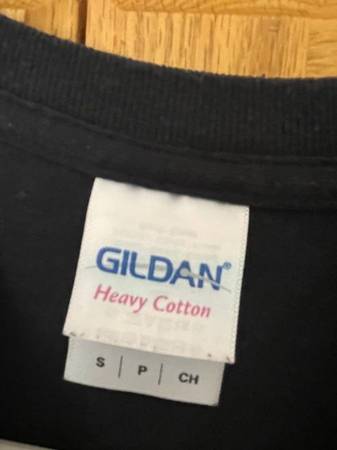 GILDAN®
Heavy Cotton
S | P | CH